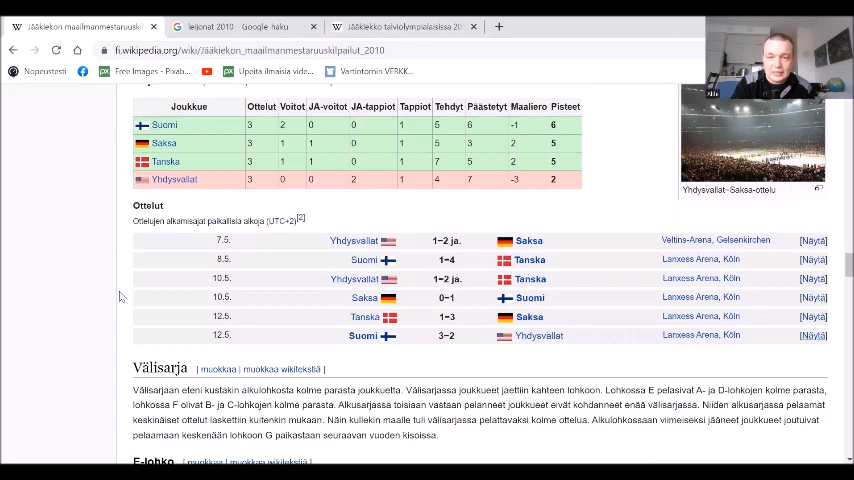 Jääkiekon maailmanmestaruuskil
leijonat 2010 - Google haku
Jääkiekko talviolympialaisissa 20
fi.wikipedia.org/wiki/Jääkiekon_maailmanmestaruuskilpailut_2010
Nopeustesti
Free Images - Pixab...
Upeita ilmaisia video...
Vartiotornin VERKK...
Ahti
Joukkue Ottelut Voitot JA-voitot JA-tappiot Tappiot Tehdyt Päästetyt Maaliero Pisteet
Suomi 3 2 0 0 1 5 6 -1 6
Saksa 3 1 1 0 1 5 3 2 5
Tanska 3 1 1 0 1 7 5 2 5
Yhdysvallat 3 0 0 2 1 4 7 -3 2
Yhdysvallat–Saksa-ottelu
Ottelut
Ottelujen alkamisajat paikallisia aikoja (UTC+2)[2]
7.5. Yhdysvallat 1–2 ja. Saksa Veltins-Arena, Gelsenkirchen [Näytä]
8.5. Suomi 1–4 Tanska Lanxess Arena, Köln [Näytä]
10.5. Yhdysvallat 1–2 ja. Tanska Lanxess Arena, Köln [Näytä]
10.5. Saksa 0–1 Suomi Lanxess Arena, Köln [Näytä]
12.5. Tanska 1–3 Saksa Lanxess Arena, Köln [Näytä]
12.5. Suomi 3–2 Yhdysvallat Lanxess Arena, Köln [Näytä]
Välisarja [ muokkaa | muokkaa wikitekstiä ]
Välisarjaan eteni kustakin alkulohkosta kolme parasta joukkuetta. Välisarjassa joukkueet jaettiin kahteen lohkoon. Lohkossa E pelasivat A- ja D-lohkojen kolme parasta,
lohkossa F olivat B- ja C-lohkojen kolme parasta. Alkusarjassa toisiaan vastaan pelanneet joukkueet eivät kohdanneet enää välisarjassa. Niiden alkusarjassa pelaamat
keskinäiset ottelut laskettiin kuitenkin mukaan. Näin kullekin maalle tuli välisarjassa pelattavaksi kolme ottelua. Alkulohkossaan viimeiseksi jääneet joukkueet joutuivat
pelaamaan keskenään lohkoon G paikastaan seuraavan vuoden kisoissa.
E-lohko [ muokkaa | muokkaa wikitekstiä ]